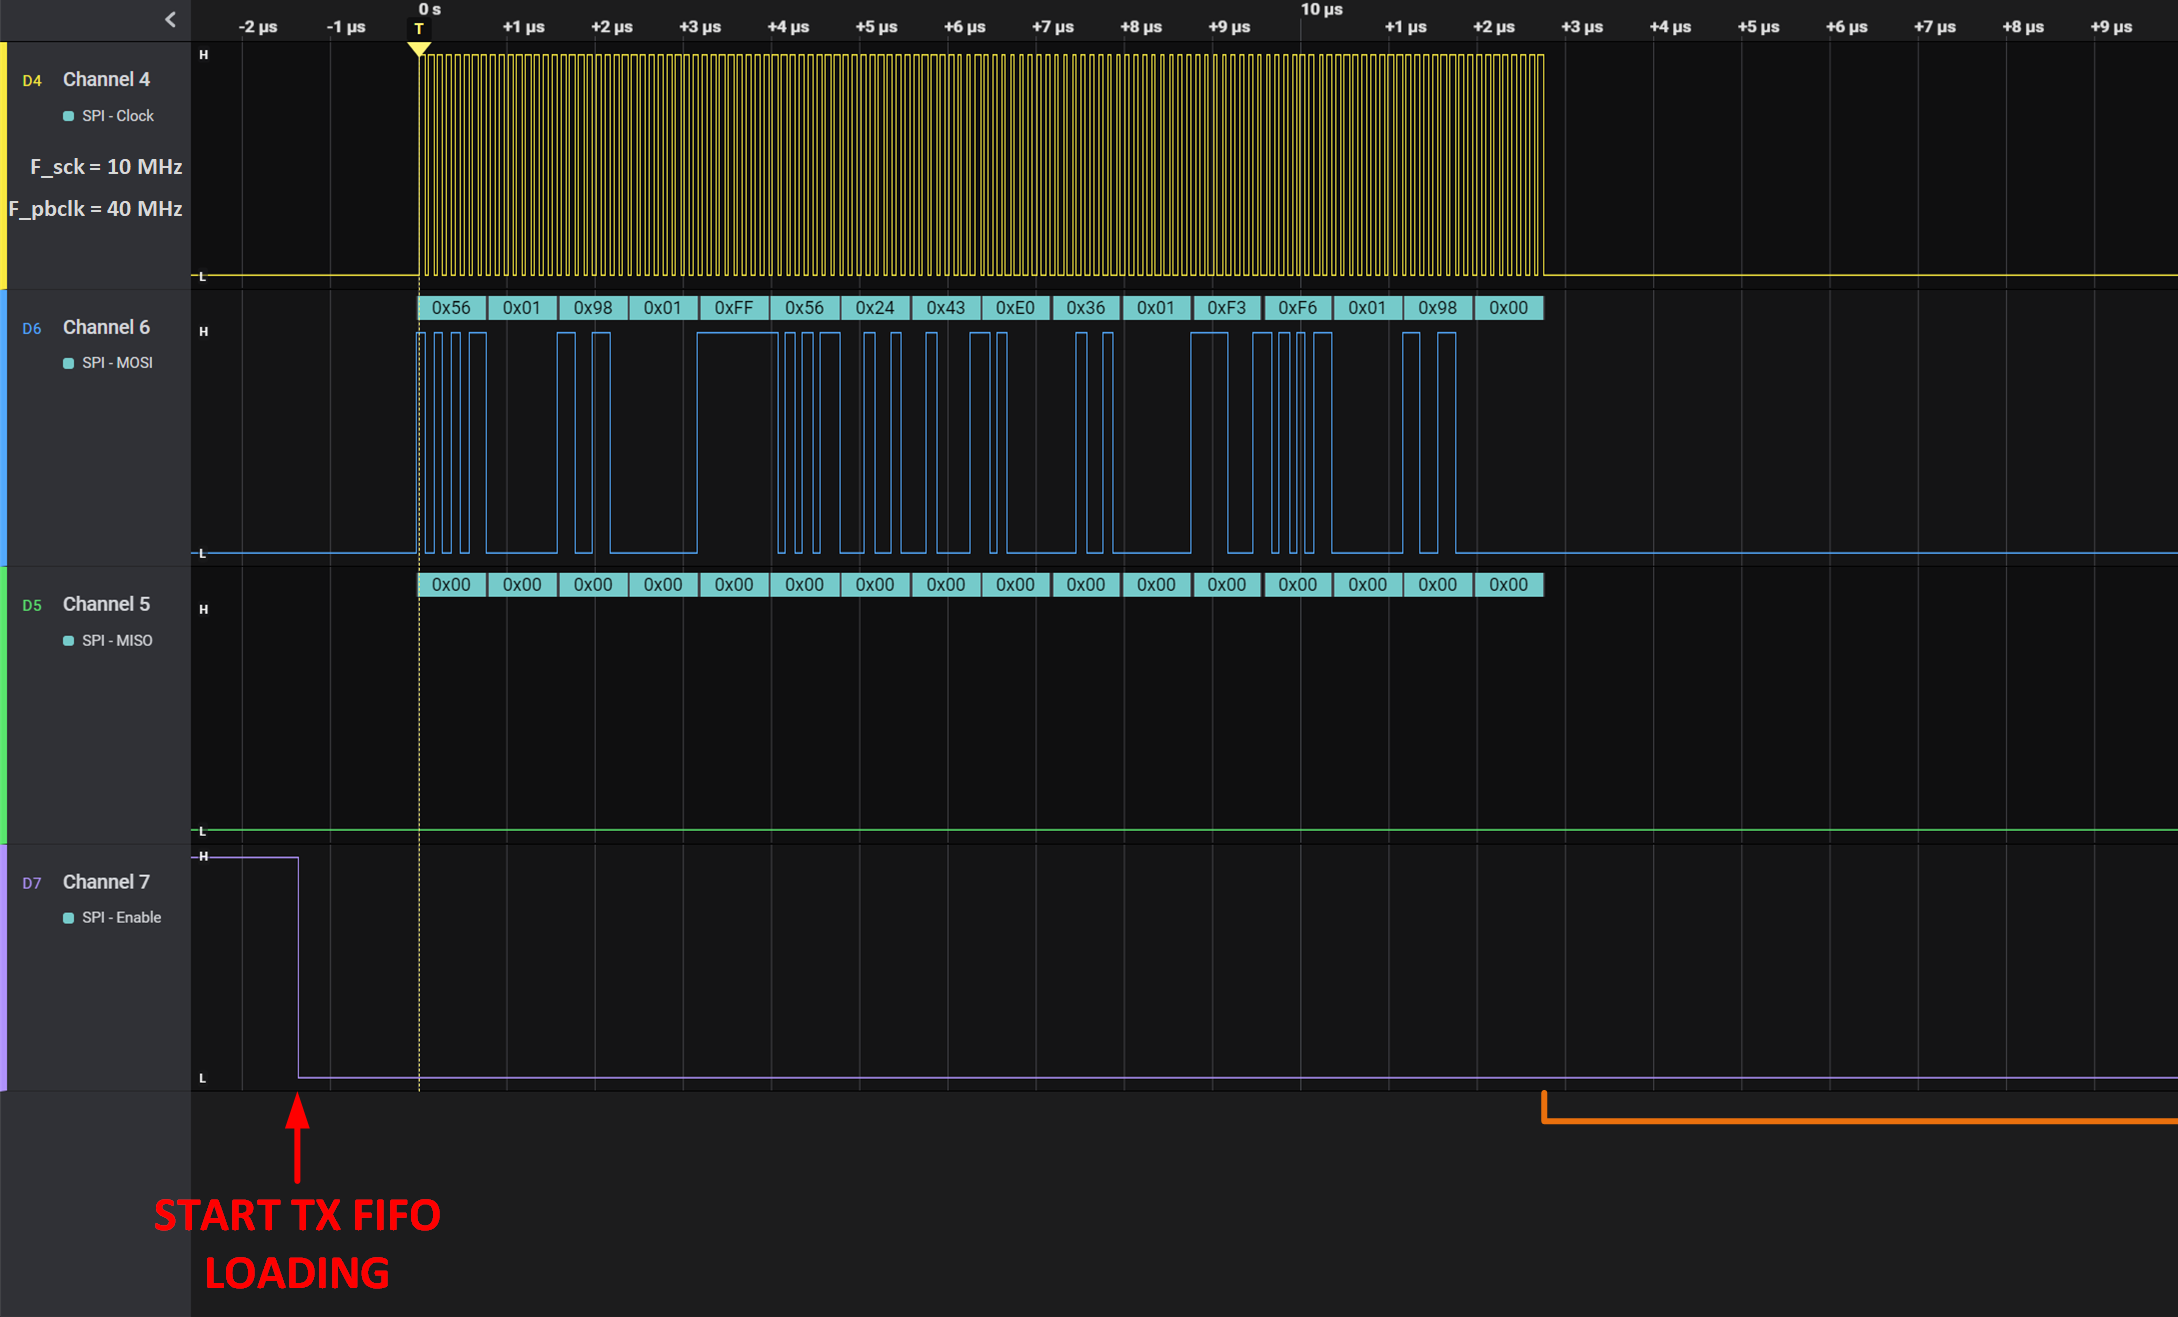 0 s 10 µs
-2 µs -1 µs T +1 µs +2 µs +3 µs +4 µs +5 µs +6 µs +7 µs +8 µs +9 µs +1 µs +2 µs +3 µs +4 µs +5 µs +6 µs +7 µs +8 µs +9 µs
H
D4 Channel 4
SPI - Clock
F_sck = 10 MHz
F_pbclk = 40 MHz
L
0x56 0x01 0x98 0x01 0xFF 0x56 0x24 0x43 0xE0 0x36 0x01 0xF3 0xF6 0x01 0x98 0x00
D6 Channel 6
H
SPI - MOSI
L
0x00 0x00 0x00 0x00 0x00 0x00 0x00 0x00 0x00 0x00 0x00 0x00 0x00 0x00 0x00 0x00
D5 Channel 5
H
SPI - MISO
L
H
D7 Channel 7
SPI - Enable
L
START TX FIFO
LOADING